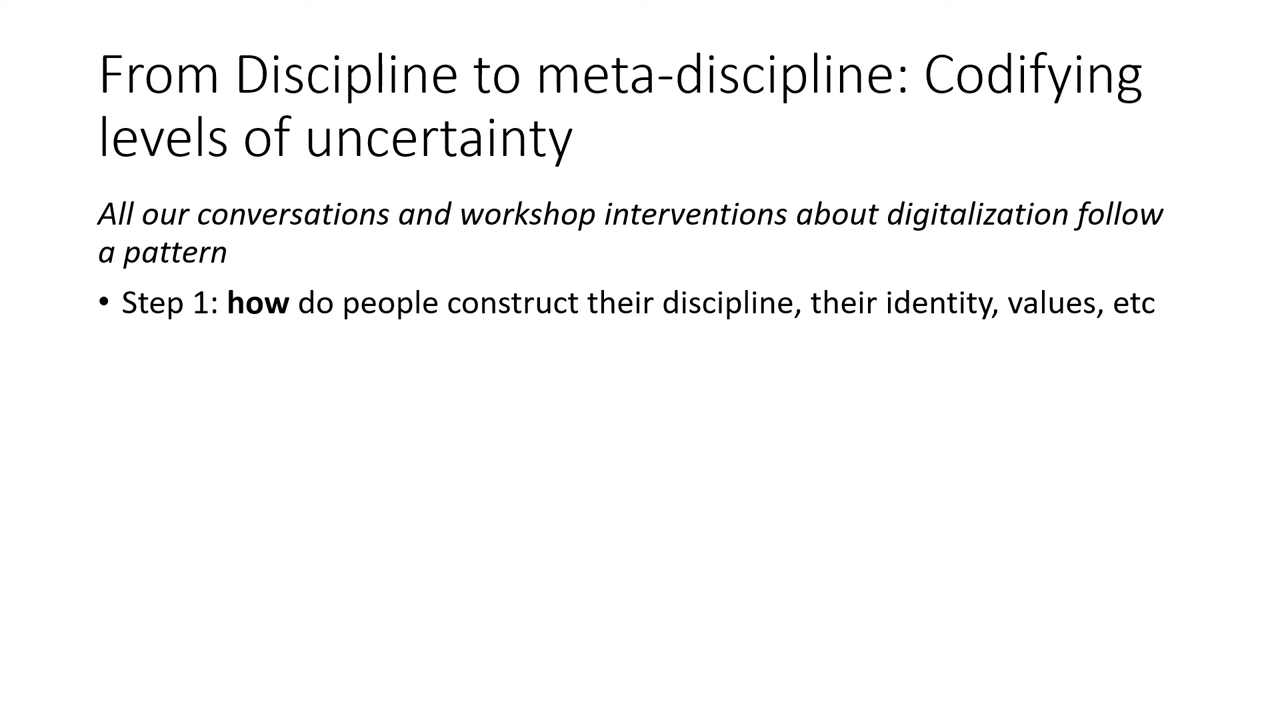 From Discipline to meta-discipline: Codifying
levels of uncertainty
All our conversations and workshop interventions about digitalization follow
a pattern
• Step 1: how do people construct their discipline, their identity, values, etc